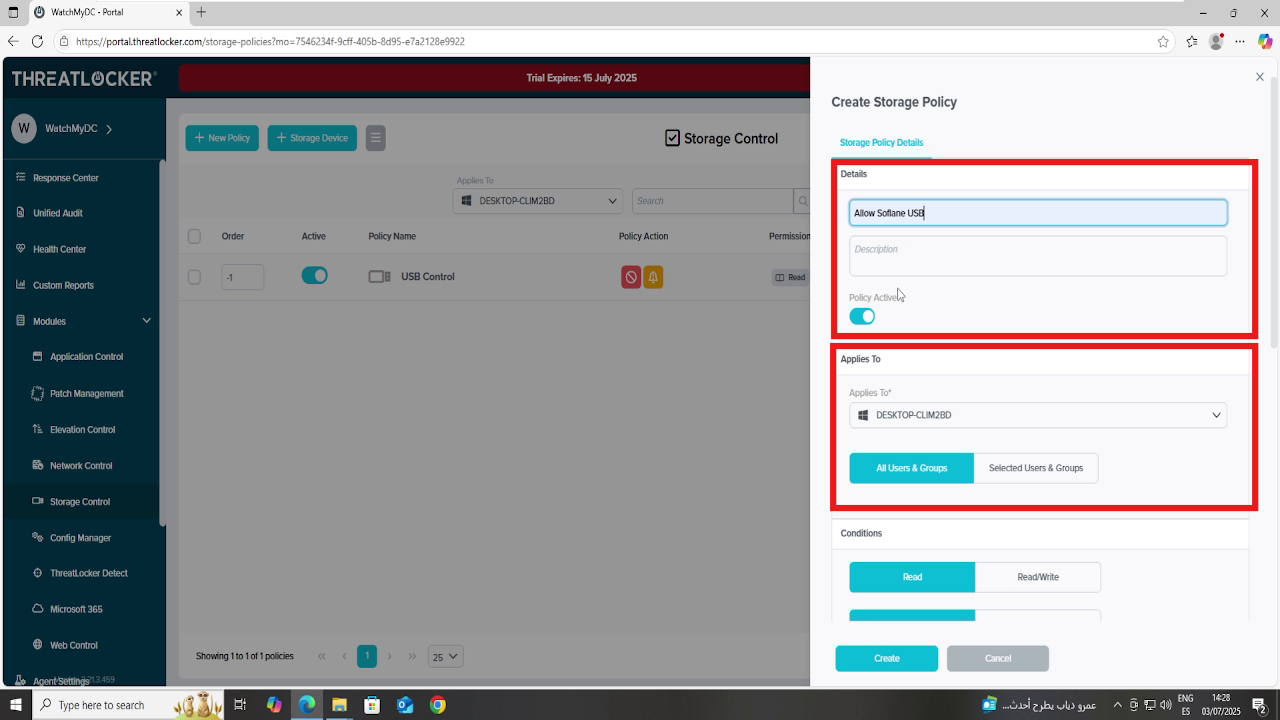 WatchMyDC - Portal
https://portal.threatlocker.com/storage-policies?mo=7546234f-9cff-405b-8d95-e7a2128e9922
THREATLOCKER
W WatchMyDC
Response Center
Unified Audit
Health Center
Custom Reports
Modules
Application Control
Patch Management
Elevation Control
Network Control
Storage Control
Config Manager
ThreatLocker Detect
Microsoft 365
Web Control
Agent Settings
Trial Expires: 15 July 2025
+ New Policy
+ Storage Device
Storage Control
Applies To
DESKTOP-CLIM2BD
Search
Order
Active
Policy Name
Policy Action
Permission
-1
USB Control
Read
Showing 1 to 1 of 1 policies
1
25
Create Storage Policy
Storage Policy Details
Details
Allow Sofiane USB
Description
Policy Active
Applies To
Applies To*
DESKTOP-CLIM2BD
All Users & Groups
Selected Users & Groups
Conditions
Read
Read/Write
Create
Cancel
Type here to search
ENG
14:28
03/07/2025